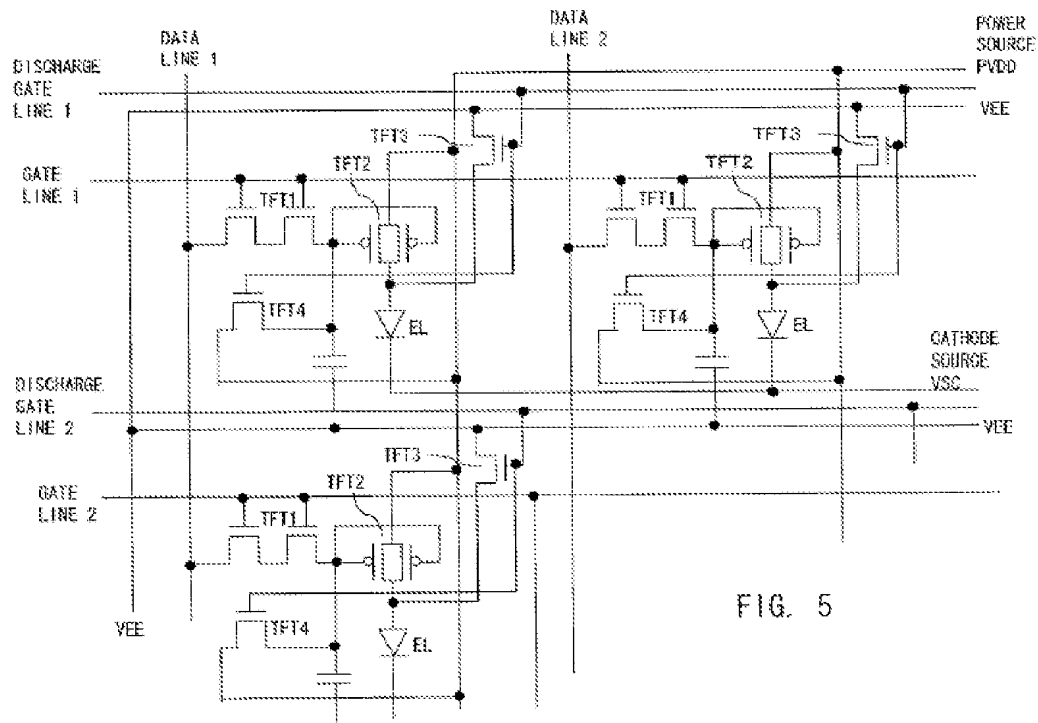 DATA
LINE 1
DATA
LINE 2
POWER
SOURCE
PVDD
DISCHARGE
GATE
LINE 1
VEE
TFT3
TFT3
TFT2
TFT2
GATE
LINE 1
TFT1
TFT1
TFT4
EL
TFT4
EL
CATHODE
SOURCE
VSC
DISCHARGE
GATE
LINE 2
VEE
TFT3
TFT2
GATE
LINE 2
TFT1
FIG. 5
VEE
TFT4
EL